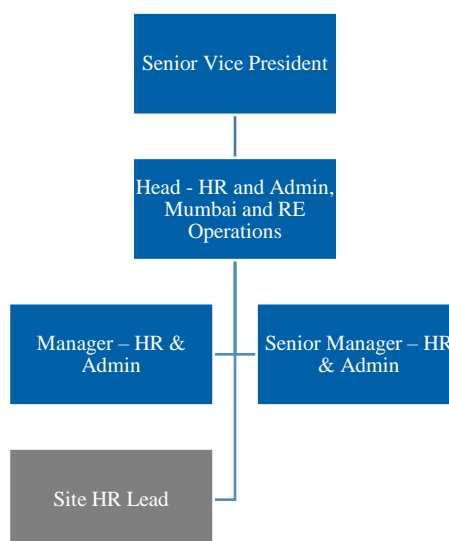 Senior Vice
President
Head - HR and Admin,
Mumbai and RE
Operations
Manager – HR &
Admin
Senior Manager – HR
& Admin
Site HR Lead